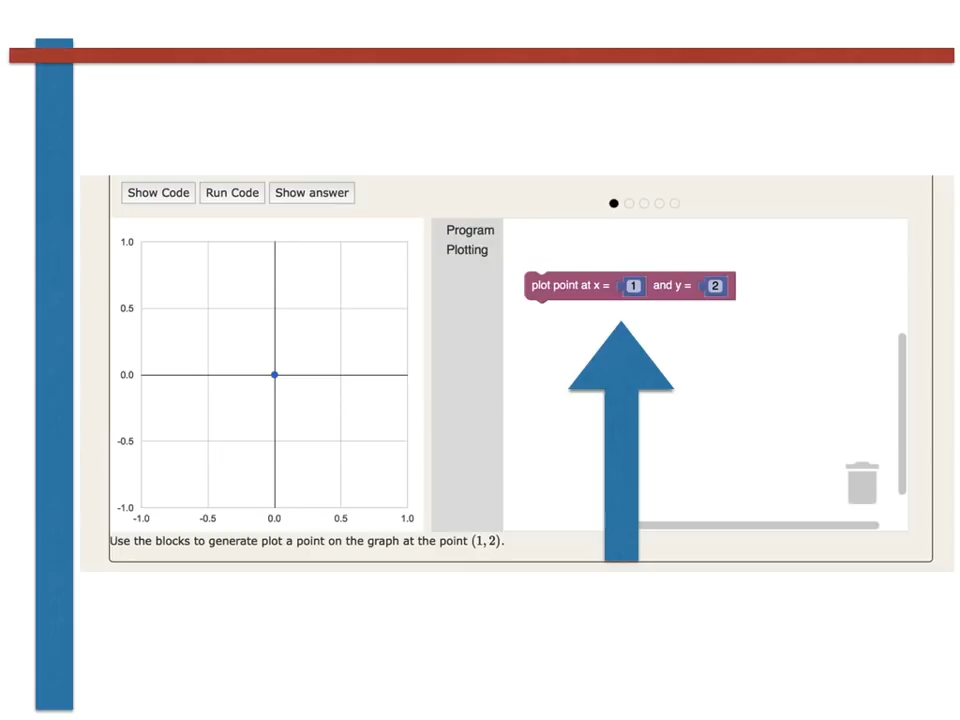 Show Code Run Code Show answer
Program
Plotting
plot point at x = 1 and y = 2
1.0
0.5
0.0
-0.5
-1.0
-1.0 -0.5 0.0 0.5 1.0
Use the blocks to generate plot a point on the graph at the point (1, 2).